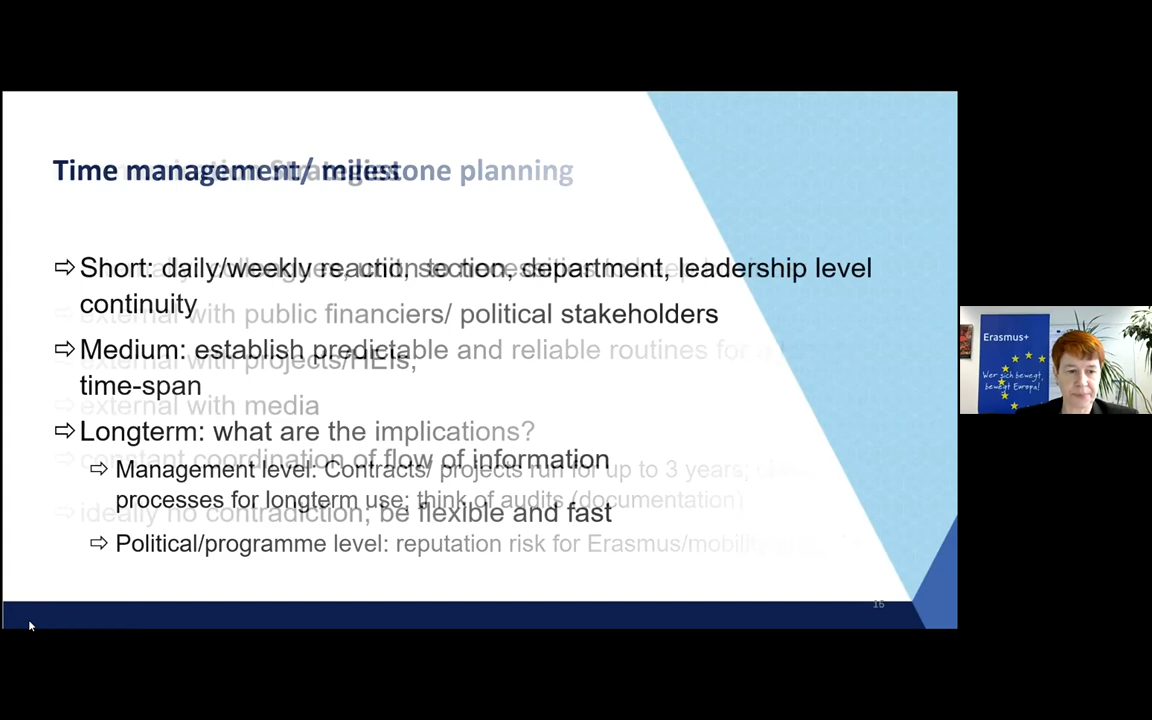 Time management/ milestone planning
Short: daily/weekly reaction, section, department, leadership level
continuity
external with public financiers/ political stakeholders
Medium: establish predictable and reliable routines for a
external with projects/HEIs,
time-span
external with media
Longterm: what are the implications?
constant coordination of flow of information
Management level: Contracts/ projects run for up to 3 years;
processes for longterm use; think of audits (documentation)
ideally no contradiction; be flexible and fast
Political/programme level: reputation risk for Erasmus/mobility
16
Erasmus+
Wer sich bewegt,
bewegt Europa!